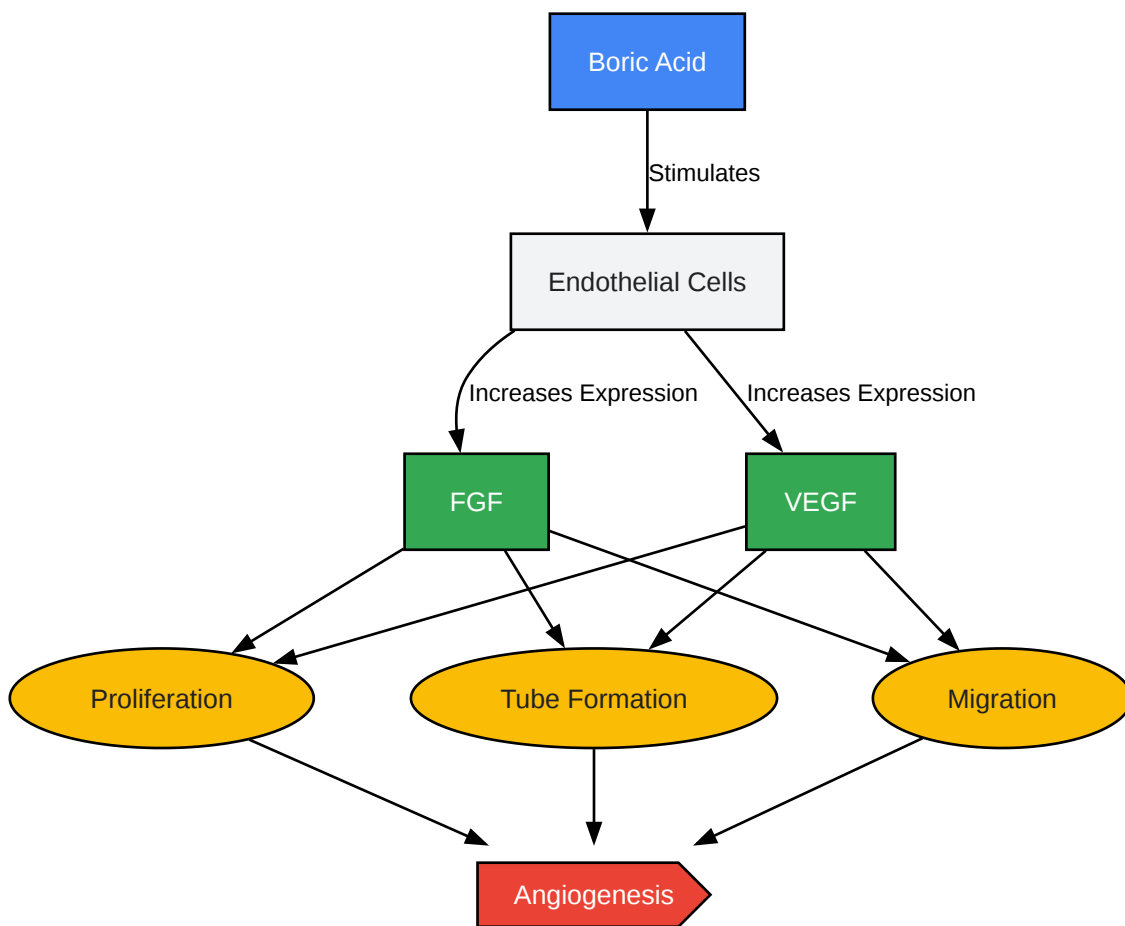 Boric Acid
Stimulates
Endothelial Cells
Increases Expression
Increases Expression
FGF
VEGF
Proliferation
Tube Formation
Migration
Angiogenesis